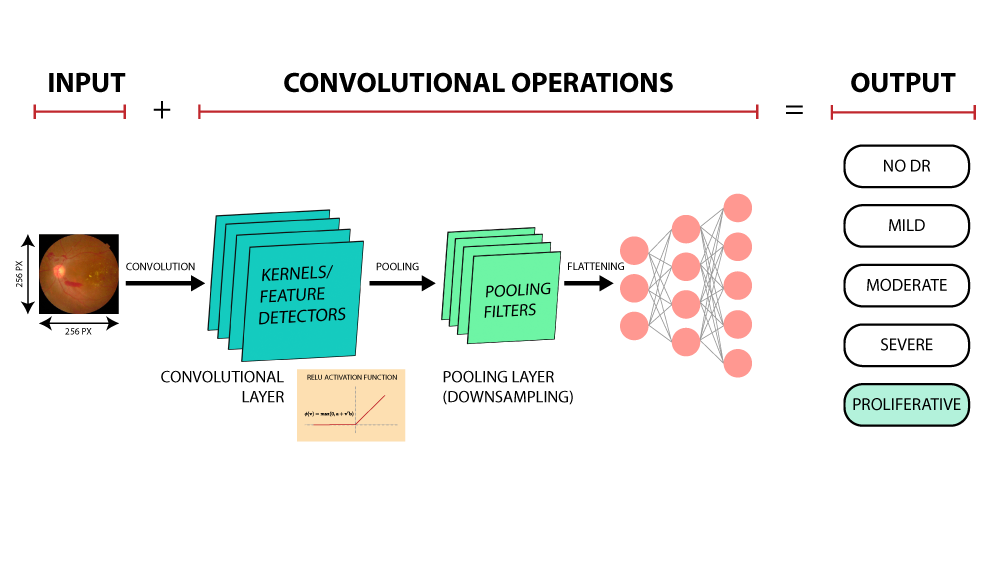 INPUT
+
CONVOLUTIONAL OPERATIONS
=
OUTPUT
256 PX
256 PX
CONVOLUTION
KERNELS/
FEATURE
DETECTORS
CONVOLUTIONAL
LAYER
RELU ACTIVATION FUNCTION
ϕ(v) = max(0, a + v'b)
POOLING
POOLING
FILTERS
POOLING LAYER
(DOWNSAMPLING)
FLATTENING
NO DR
MILD
MODERATE
SEVERE
PROLIFERATIVE